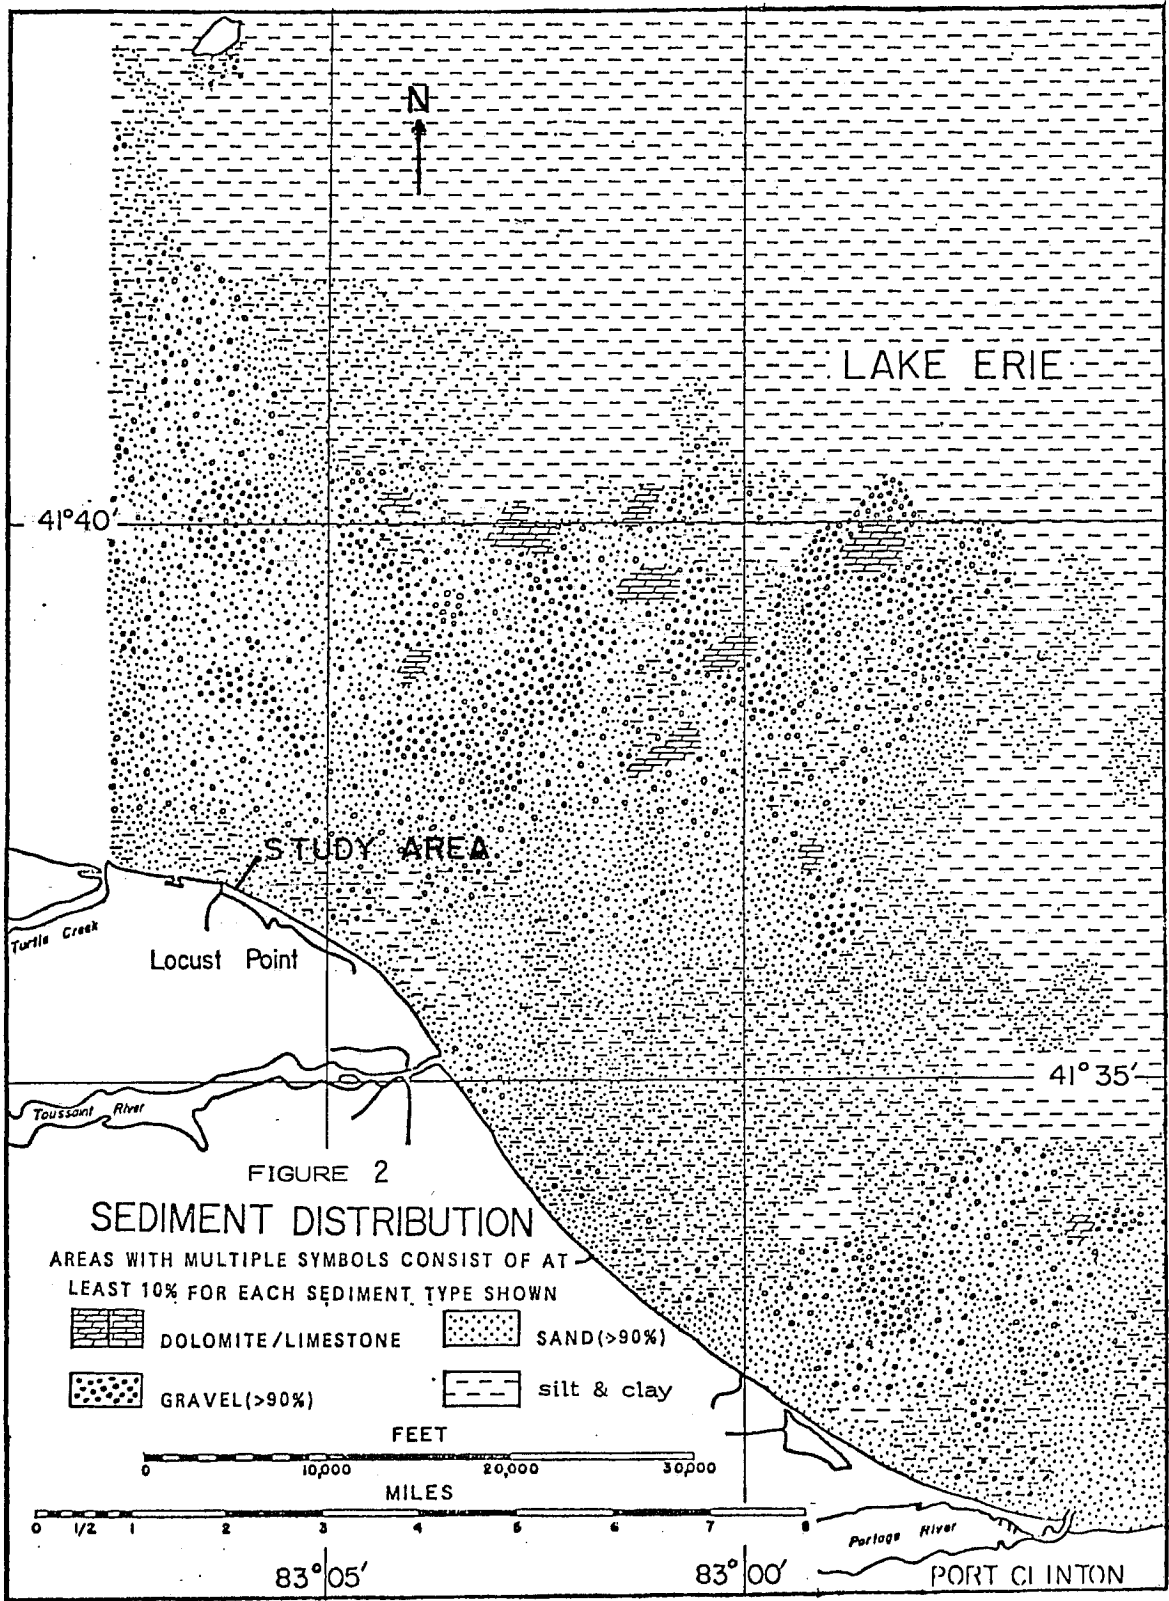 N
LAKE ERIE
41°40'
STUDY AREA
Turtle Creek
Locust Point
41°35'
Toussaint River
FIGURE 2
SEDIMENT DISTRIBUTION
AREAS WITH MULTIPLE SYMBOLS CONSIST OF AT
LEAST 10% FOR EACH SEDIMENT TYPE SHOWN
DOLOMITE/LIMESTONE
SAND(>90%)
GRAVEL(>90%)
silt & clay
FEET
0 10,000 20,000 30,000
MILES
0 1/2 1 2 3 4 5 6 7 8
Portage River
83°05'
83°00'
PORT CLINTON